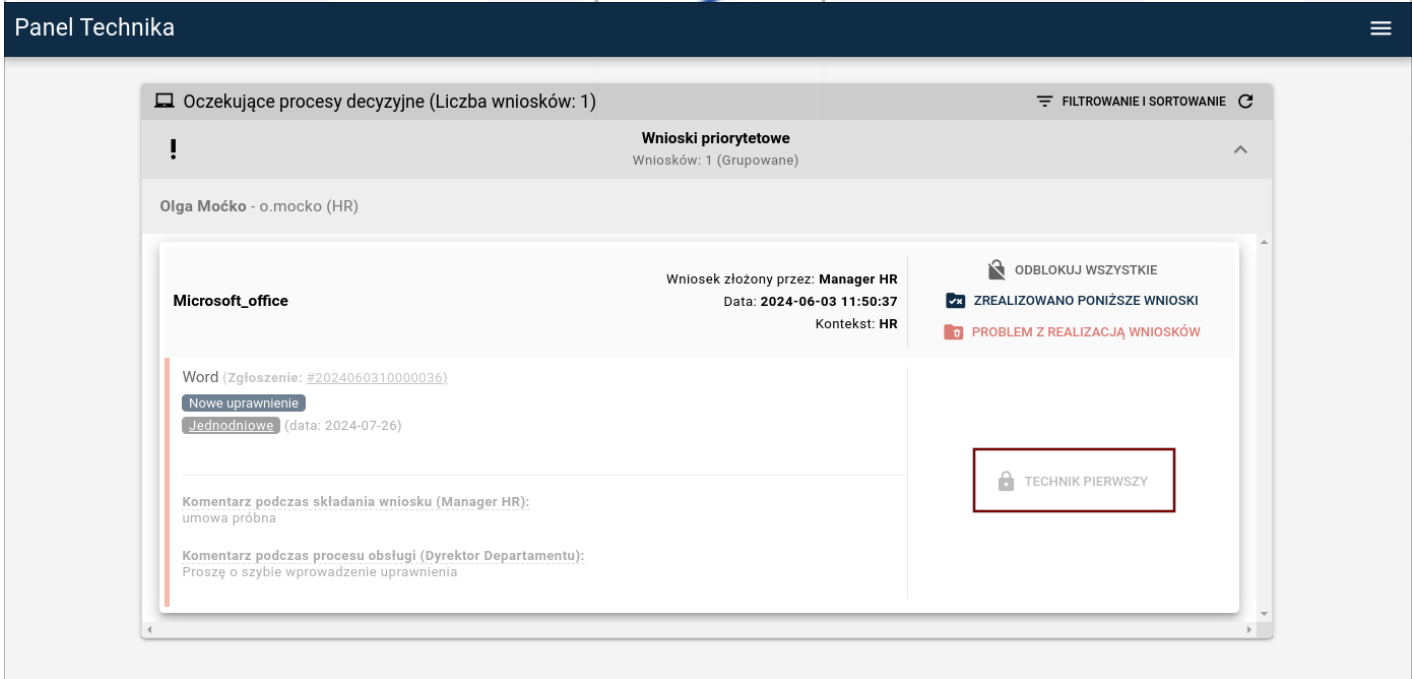 Panel Technika
Oczekujące procesy decyzyjne (Liczba wniosków: 1)
FILTROWANIE I SORTOWANIE
Wnioski priorytetowe
Wniosków: 1 (Grupowane)
Olga Moćko - o.mocko (HR)
Microsoft_office
Wniosek złożony przez: Manager HR
Data: 2024-06-03 11:50:37
Kontekst: HR
ODBLOKUJ WSZYSTKIE
ZREALIZOWANO PONIŻSZE WNIOSKI
PROBLEM Z REALIZACJĄ WNIOSKÓW
Word (Zgłoszenie: #2024060310000036)
Nowe uprawnienie
Jednodniowe (data: 2024-07-26)
Komentarz podczas składania wniosku (Manager HR):
umowa próbna
Komentarz podczas procesu obsługi (Dyrektor Departamentu):
Proszę o szybie wprowadzenie uprawnienia
TECHNIK PIERWSZY